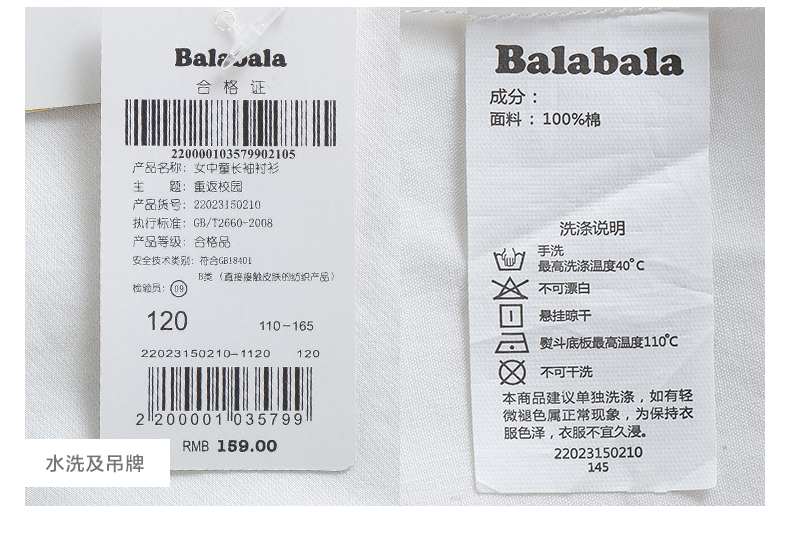 Balabala
合格证
220000103579902105
产品名称：女中童长袖衬衫
主　　题：重返校园
产品货号：22023150210
执行标准：GB/T2660-2008
产品等级：合格品
安全技术类别：符合GB18401
B类（直接接触皮肤的纺织产品）
检验员：09
120 110-165
22023150210-1120 120
2 200001 035799
RMB 159.00
水洗及吊牌
Balabala
成分：
面料：100%棉
洗涤说明
手洗
最高洗涤温度40℃
不可漂白
悬挂晾干
熨斗底板最高温度110℃
不可干洗
本商品建议单独洗涤，如有轻
微褪色属正常现象，为保持衣
服色泽，衣服不宜久浸。
22023150210
145